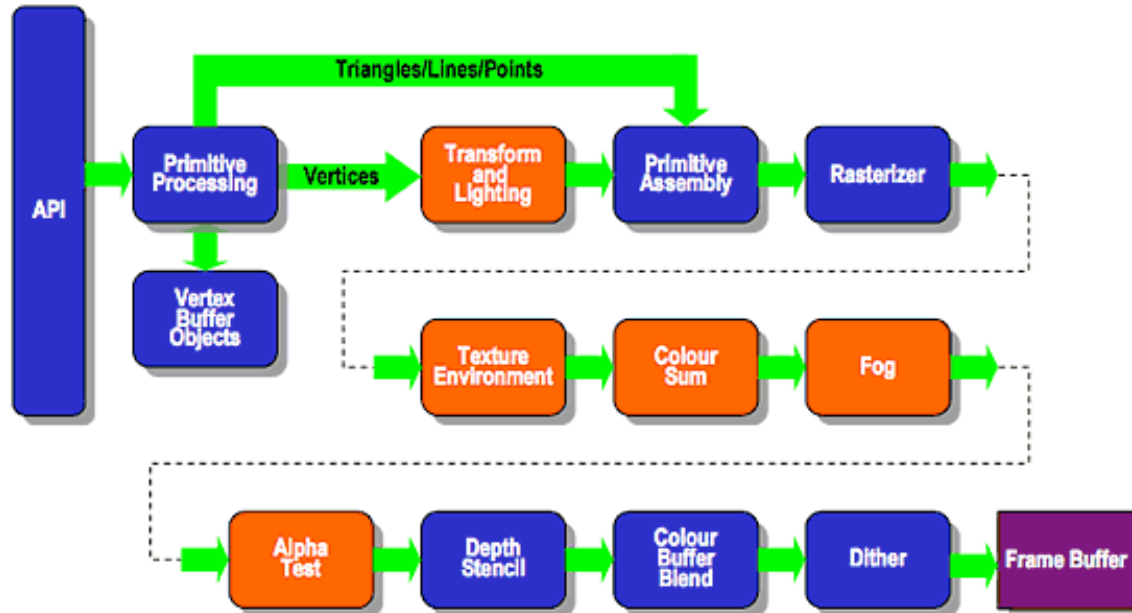 Triangles/Lines/Points
API
Primitive
Processing
Vertices
Transform
and
Lighting
Primitive
Assembly
Rasterizer
Vertex
Buffer
Objects
Texture
Environment
Colour
Sum
Fog
Alpha
Test
Depth
Stencil
Colour
Buffer
Blend
Dither
Frame Buffer